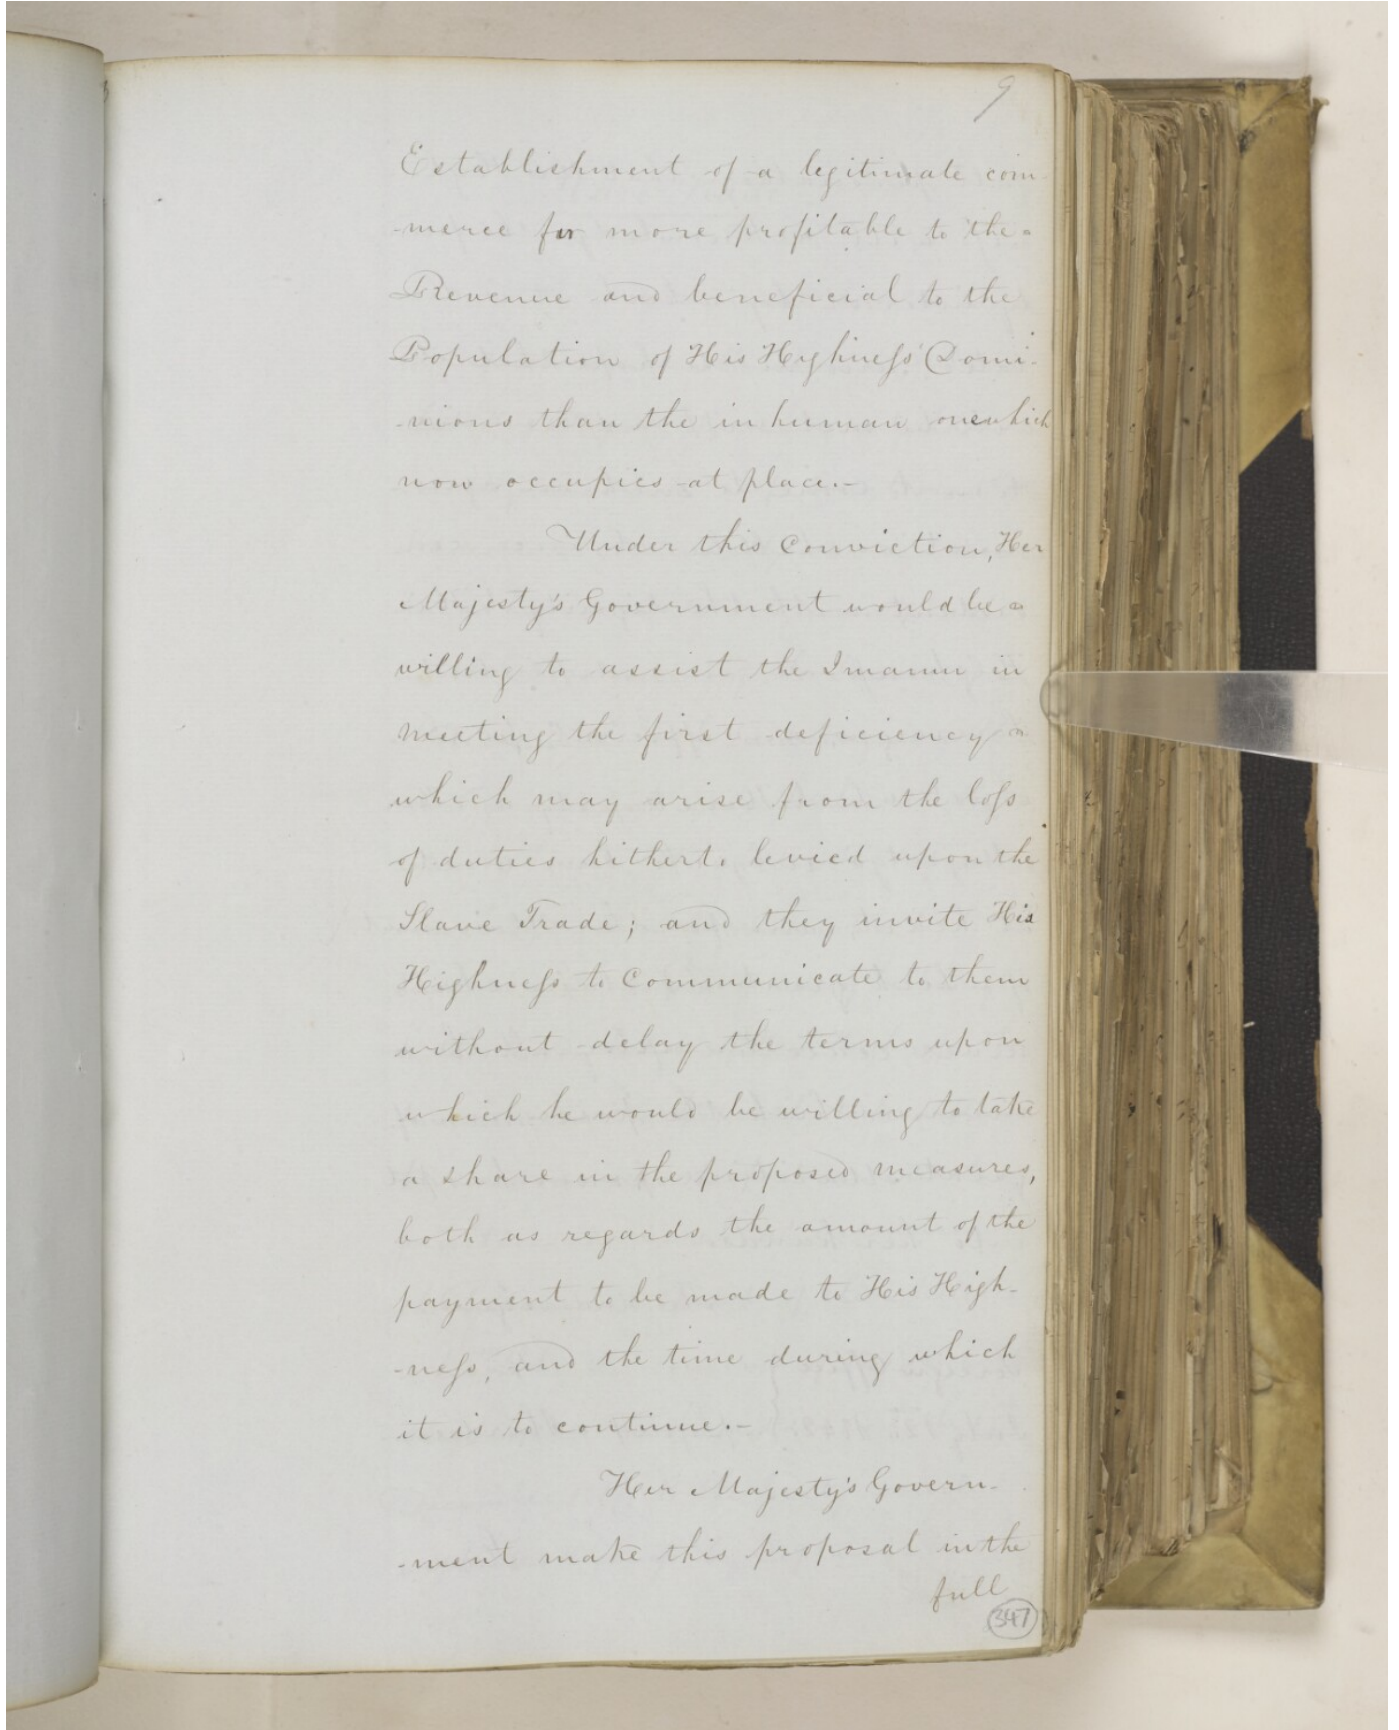 9
Establishment of a legitimate com
-merce far more profitable to the
Revenue and beneficial to the
Population of His Highness' Domi-
-nions than the inhuman one which
now occupies at place.-
Under this Conviction, Her
Majesty's Government would be
willing to assist the Imaum in
meeting the first deficiency
which may arise from the loss
of duties hitherto levied upon the
Slave Trade; and they invite His
Highness to Communicate to them
without delay the terms upon
which he would be willing to take
a share in the proposed measures,
both as regards the amount of the
payment to be made to His High-
-ness, and the time during which
it is to continue.-
Her Majesty's Govern-
-ment make this proposal in the
full
347